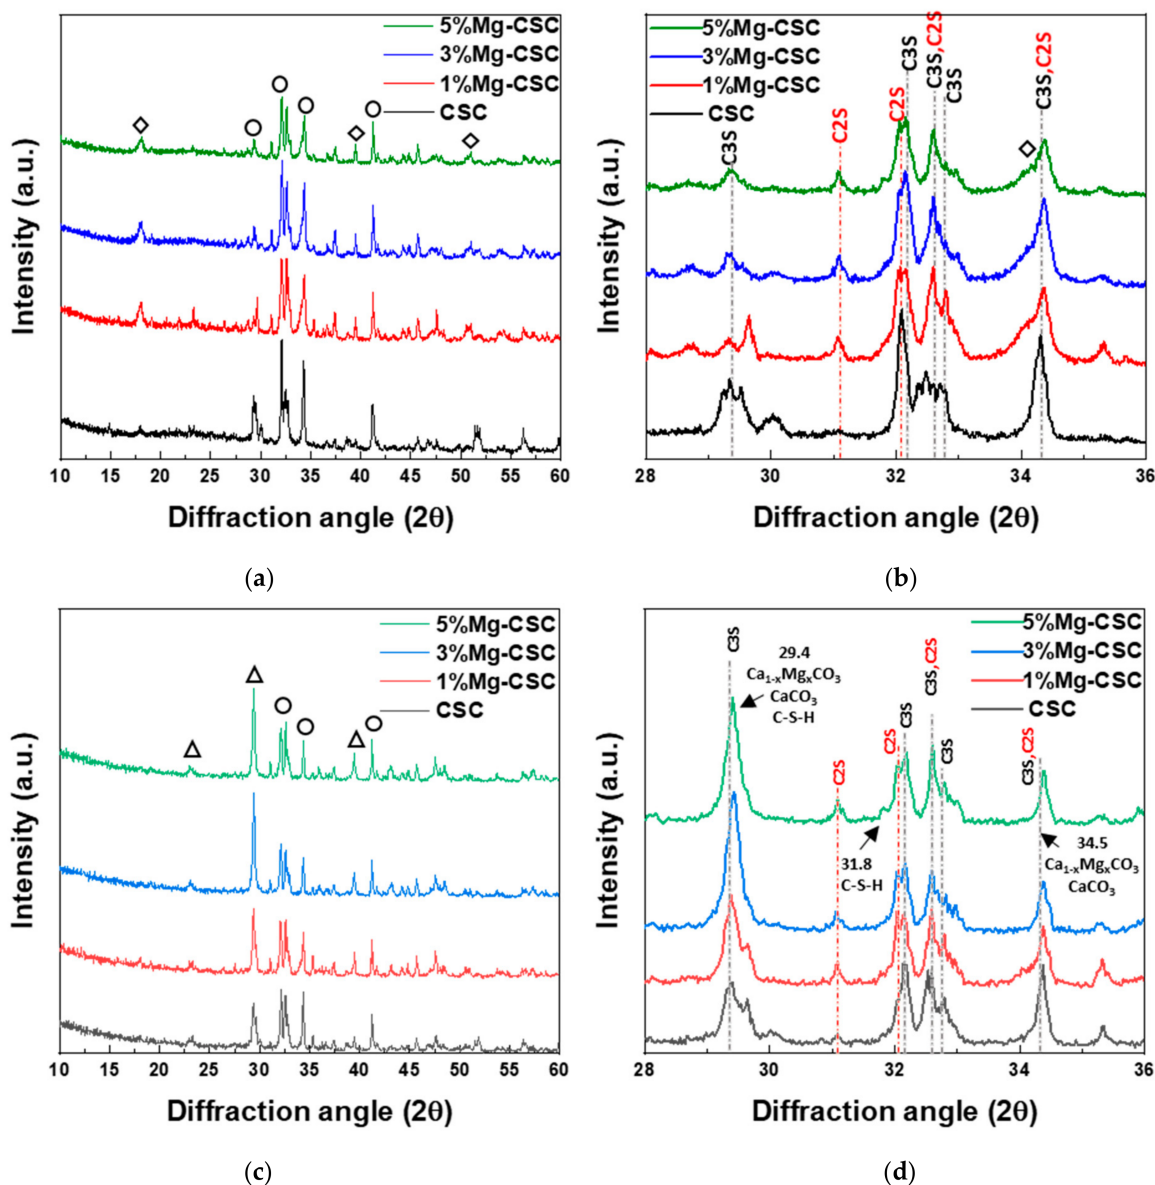 5%Mg-CSC
3%Mg-CSC
1%Mg-CSC
CSC
Intensity (a.u.)
10 15 20 25 30 35 40 45 50 55 60
Diffraction angle (2θ)
(a)
5%Mg-CSC
3%Mg-CSC
1%Mg-CSC
CSC
C3S
C2S
C2S
C3S
C3S,C2S
C3S
C3S,C2S
Intensity (a.u.)
28 30 32 34 36
Diffraction angle (2θ)
(b)
5%Mg-CSC
3%Mg-CSC
1%Mg-CSC
CSC
Intensity (a.u.)
10 15 20 25 30 35 40 45 50 55 60
Diffraction angle (2θ)
(c)
5%Mg-CSC
3%Mg-CSC
1%Mg-CSC
CSC
C3S
29.4
Ca1-xMgxCO3
CaCO3
C-S-H
C2S
C2S
C3S
C3S,C2S
C3S
C3S,C2S
31.8
C-S-H
34.5
Ca1-xMgxCO3
CaCO3
Intensity (a.u.)
28 30 32 34 36
Diffraction angle (2θ)
(d)